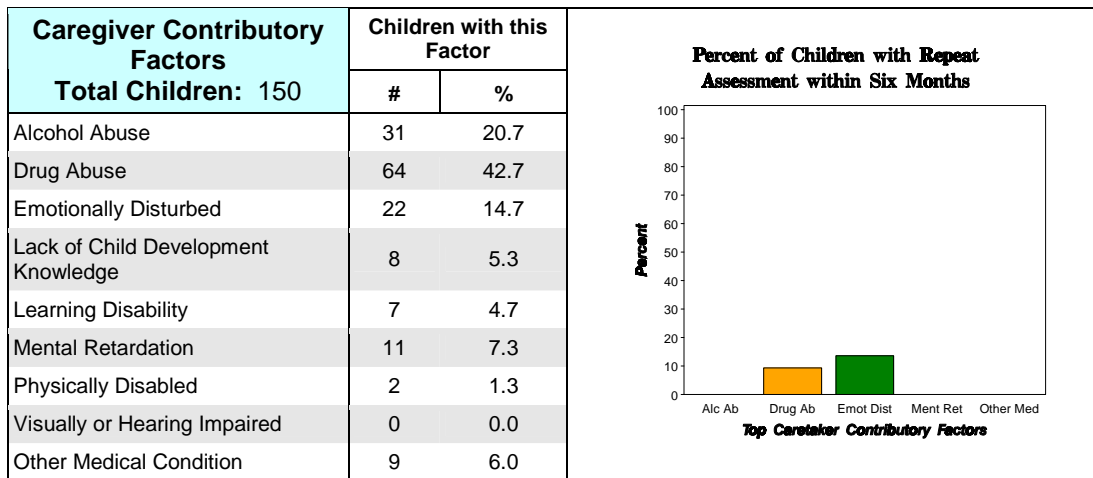 Caregiver Contributory
Factors
Total Children: 150
Children with this
Factor
# %
Alcohol Abuse 31 20.7
Drug Abuse 64 42.7
Emotionally Disturbed 22 14.7
Lack of Child Development
Knowledge 8 5.3
Learning Disability 7 4.7
Mental Retardation 11 7.3
Physically Disabled 2 1.3
Visually or Hearing Impaired 0 0.0
Other Medical Condition 9 6.0
Percent of Children with Repeat
Assessment within Six Months
Percent
100
90
80
70
60
50
40
30
20
10
0
Alc Ab Drug Ab Emot Dist Ment Ret Other Med
Top Caretaker Contributory Factors